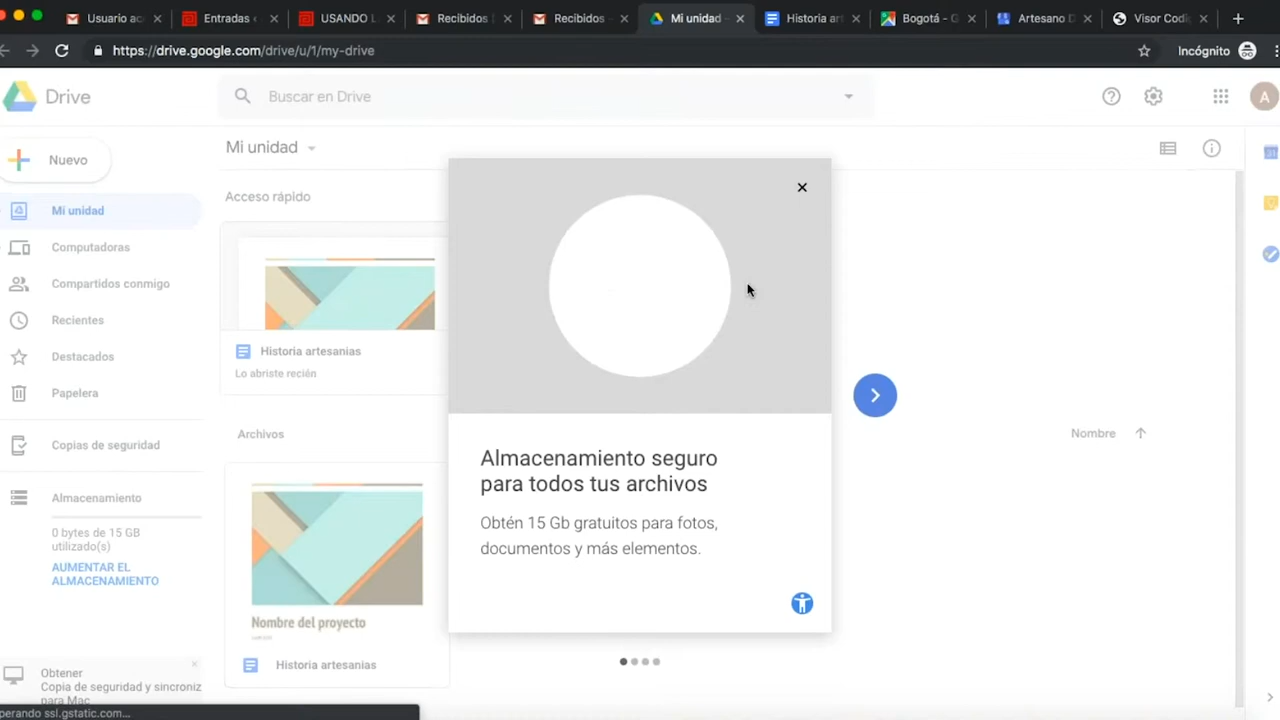 Usuario ac
Entradas
USANDO L
Recibidos
Recibidos
Mi unidad
Historia ar
Bogotá - G
Artesano D
Visor Codi
https://drive.google.com/drive/u/1/my-drive
Incógnito
Drive
Buscar en Drive
A
Nuevo
Mi unidad
Mi unidad
Computadoras
Compartidos conmigo
Recientes
Destacados
Papelera
Copias de seguridad
Almacenamiento
0 bytes de 15 GB
utilizado(s)
AUMENTAR EL
ALMACENAMIENTO
Obtener
Copia de seguridad y sincroniz
para Mac
perando ssl.gstatic.com...
Acceso rápido
Historia artesanias
Lo abriste recién
Archivos
Nombre
Nombre del proyecto
Historia artesanias
Almacenamiento seguro
para todos tus archivos
Obtén 15 Gb gratuitos para fotos,
documentos y más elementos.
31